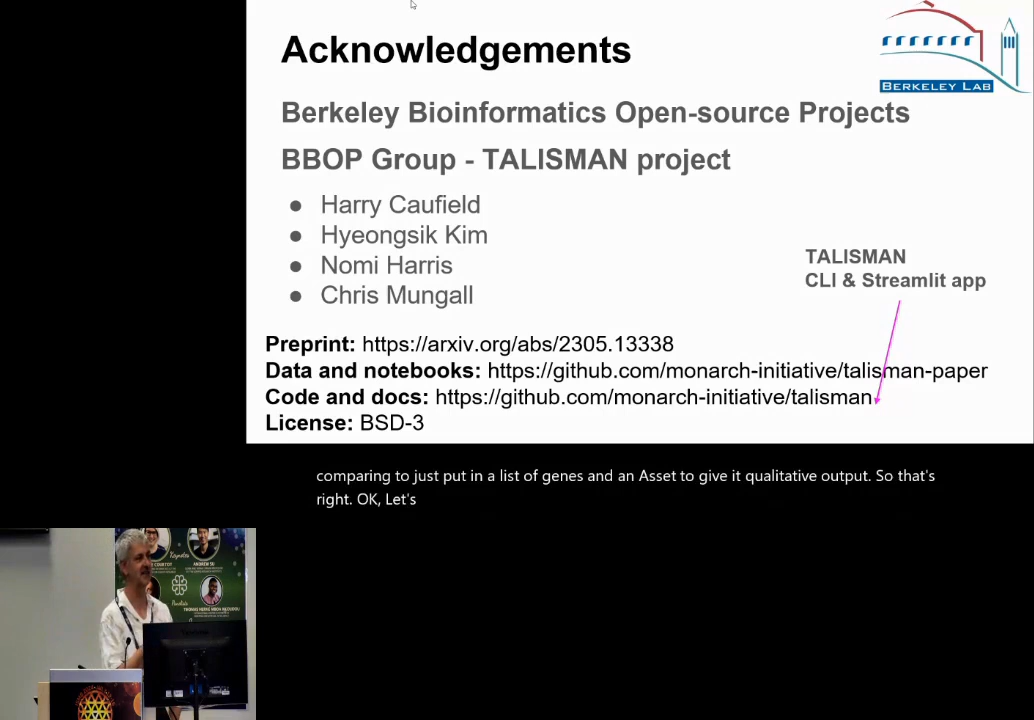 Acknowledgements
BERKELEY LAB
Berkeley Bioinformatics Open-source Projects
BBOP Group - TALISMAN project
● Harry Caufield
● Hyeongsik Kim
● Nomi Harris
● Chris Mungall
TALISMAN
CLI & Streamlit app
Preprint: https://arxiv.org/abs/2305.13338
Data and notebooks: https://github.com/monarch-initiative/talisman-paper
Code and docs: https://github.com/monarch-initiative/talisman
License: BSD-3
comparing to just put in a list of genes and an Asset to give it qualitative output. So that's
right. OK, Let's
Keynotes
ANDREW SU